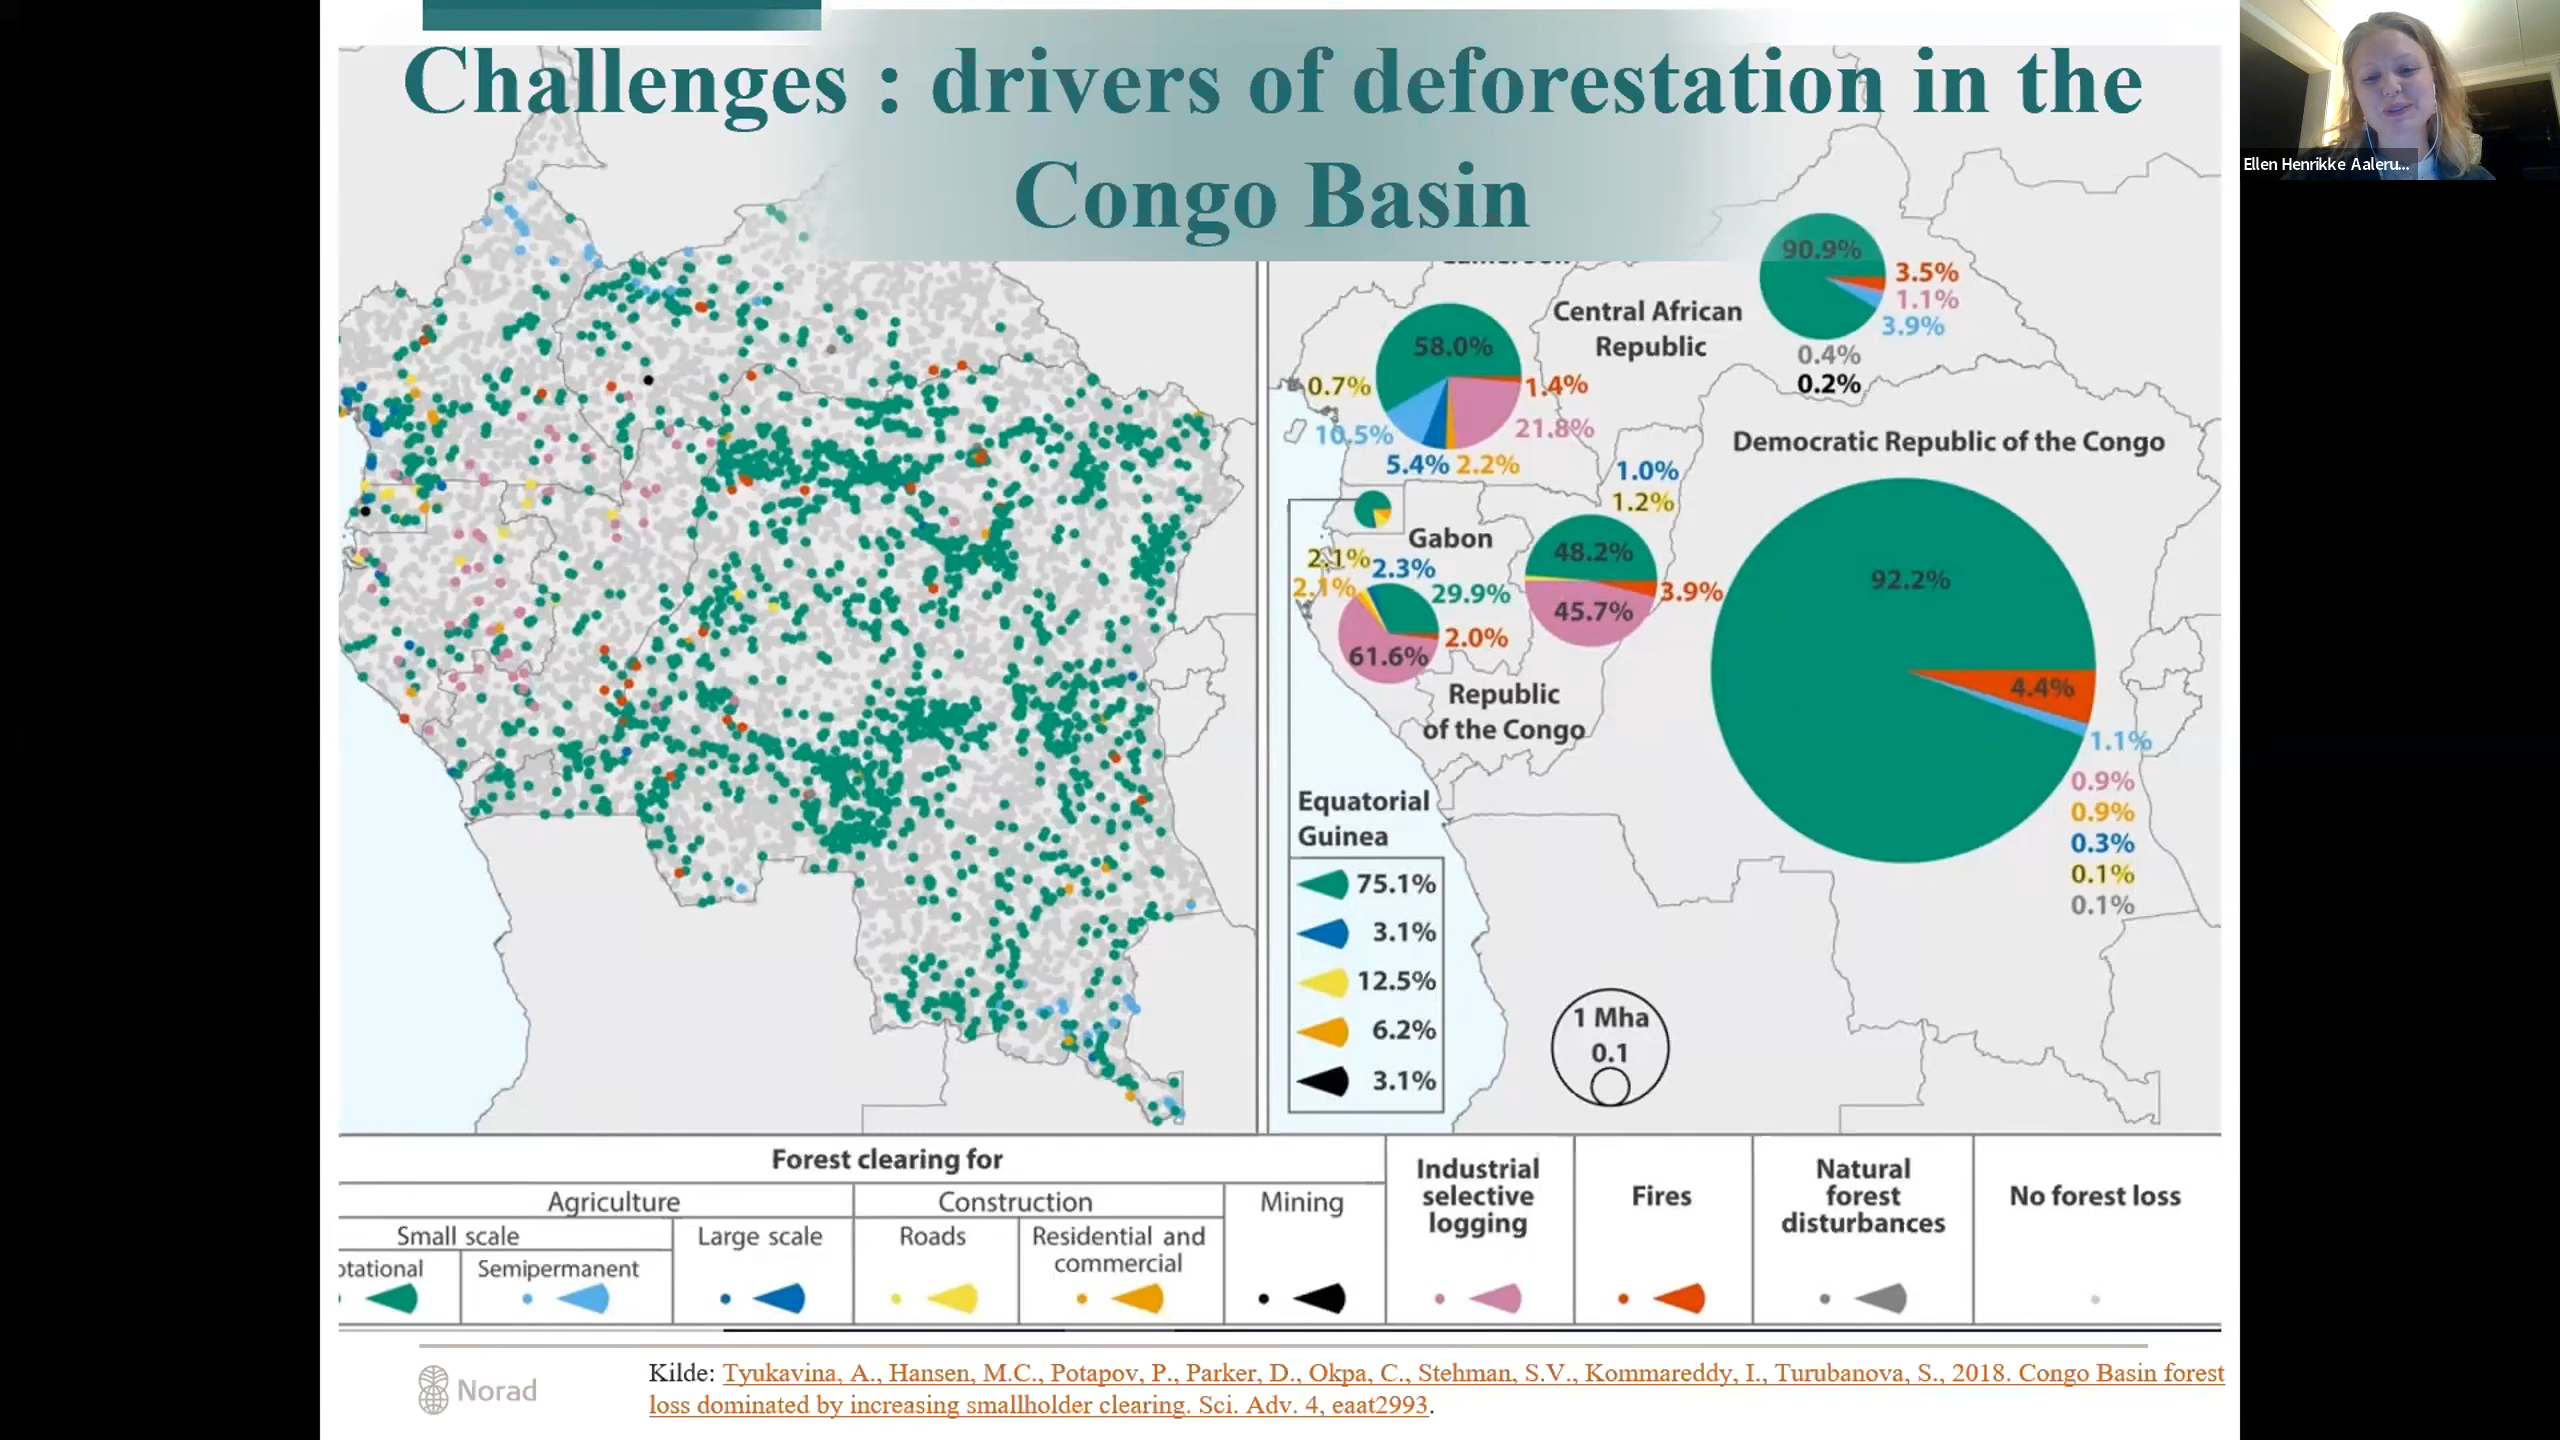 Challenges : drivers of deforestation in the
Congo Basin
Ellen Henrikke Aaleru...
90.9%
3.5%
1.1%
3.9%
0.4%
0.2%
Central African
Republic
58.0%
0.7%
1.4%
10.5%
21.8%
5.4%
2.2%
Democratic Republic of the Congo
1.0%
1.2%
Gabon
48.2%
2.1%
2.3%
2.1%
29.9%
3.9%
45.7%
92.2%
2.0%
61.6%
4.4%
Republic
of the Congo
1.1%
0.9%
0.9%
0.3%
0.1%
0.1%
Equatorial
Guinea
75.1%
3.1%
12.5%
6.2%
3.1%
1 Mha
0.1
Forest clearing for
Agriculture
Construction
Mining
Small scale
Large scale
Roads
Residential and
commercial
otational
Semipermanent
Industrial
selective
logging
Fires
Natural
forest
disturbances
No forest loss
Norad
Kilde: Tyukavina, A., Hansen, M.C., Potapov, P., Parker, D., Okpa, C., Stehman, S.V., Kommareddy, I., Turubanova, S., 2018. Congo Basin forest
loss dominated by increasing smallholder clearing. Sci. Adv. 4, eaat2993.